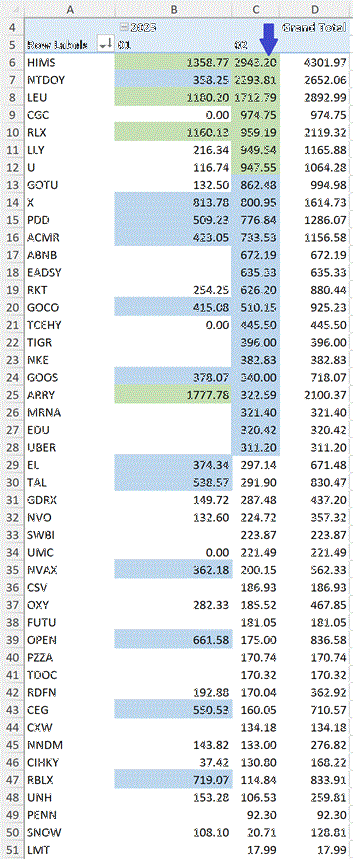 A B C D
4 2025 Grand Total
5 Row Labels Q1 Q2
6 HIMS 1358.77 2943.20 4301.97
7 NTDOY 358.25 2293.81 2652.06
8 LEU 1180.20 1712.79 2892.99
9 CGC 0.00 974.75 974.75
10 RLX 1160.13 959.19 2119.32
11 LLY 216.34 949.54 1165.88
12 U 116.74 947.55 1064.28
13 GOTU 132.50 862.48 994.98
14 X 813.78 800.95 1614.73
15 PDD 509.23 776.84 1286.07
16 ACMR 423.05 733.53 1156.58
17 ABNB 672.19 672.19
18 EADSY 635.33 635.33
19 RKT 254.25 626.20 880.44
20 GOCO 415.08 510.15 925.23
21 TCEHY 0.00 445.50 445.50
22 TIGR 396.00 396.00
23 NKE 382.83 382.83
24 GOGS 378.07 340.00 718.07
25 ARRY 1777.78 322.59 2100.37
26 MRNA 321.40 321.40
27 EDU 320.42 320.42
28 UBER 311.20 311.20
29 EL 374.34 297.14 671.48
30 TAL 538.57 291.90 830.47
31 GDRX 149.72 287.48 437.20
32 NVO 132.60 224.72 357.32
33 SWBI 223.87 223.87
34 UMC 0.00 221.49 221.49
35 NVAX 362.18 200.15 562.33
36 CSV 186.93 186.93
37 OXY 282.33 185.52 467.85
38 FUTU 181.05 181.05
39 OPEN 661.58 175.00 836.58
40 PZZA 170.74 170.74
41 TDOC 170.32 170.32
42 RDFN 192.88 170.04 362.92
43 CEG 550.53 160.05 710.57
44 CXW 134.18 134.18
45 NNDM 143.82 133.00 276.82
46 CIHKY 37.42 130.80 168.22
47 RBLX 719.07 114.84 833.91
48 UNH 153.28 106.53 259.81
49 PENN 92.30 92.30
50 SNOW 108.10 20.71 128.81
51 LMT 17.99 17.99